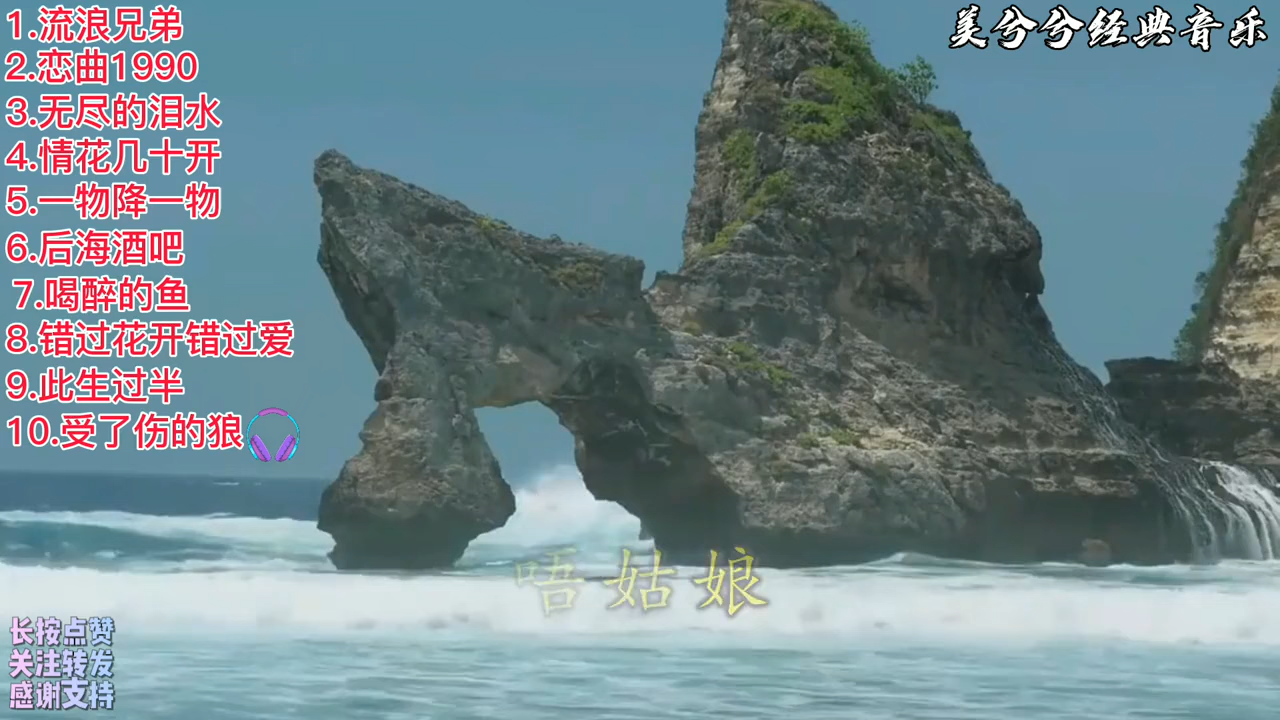 1.流浪兄弟
2.恋曲1990
3.无尽的泪水
4.情花几十开
5.一物降一物
6.后海酒吧
7.喝醉的鱼
8.错过花开错过爱
9.此生过半
10.受了伤的狼
美兮兮经典音乐
唔姑娘
长按点赞
关注转发
感谢支持